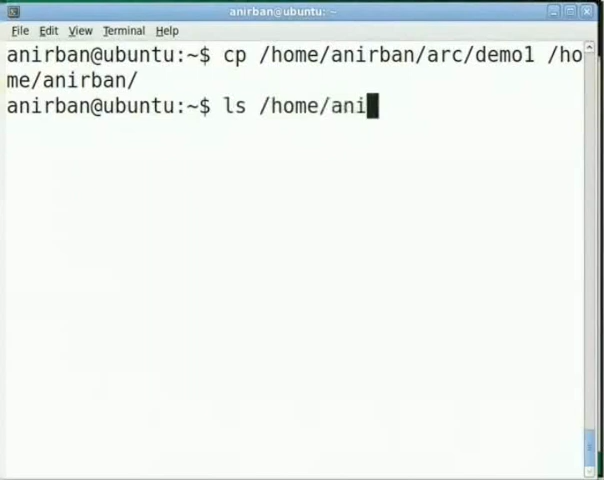 anirban@ubuntu: ~
File Edit View Terminal Help
anirban@ubuntu:~$ cp /home/anirban/arc/demo1 /ho
me/anirban/
anirban@ubuntu:~$ ls /home/ani